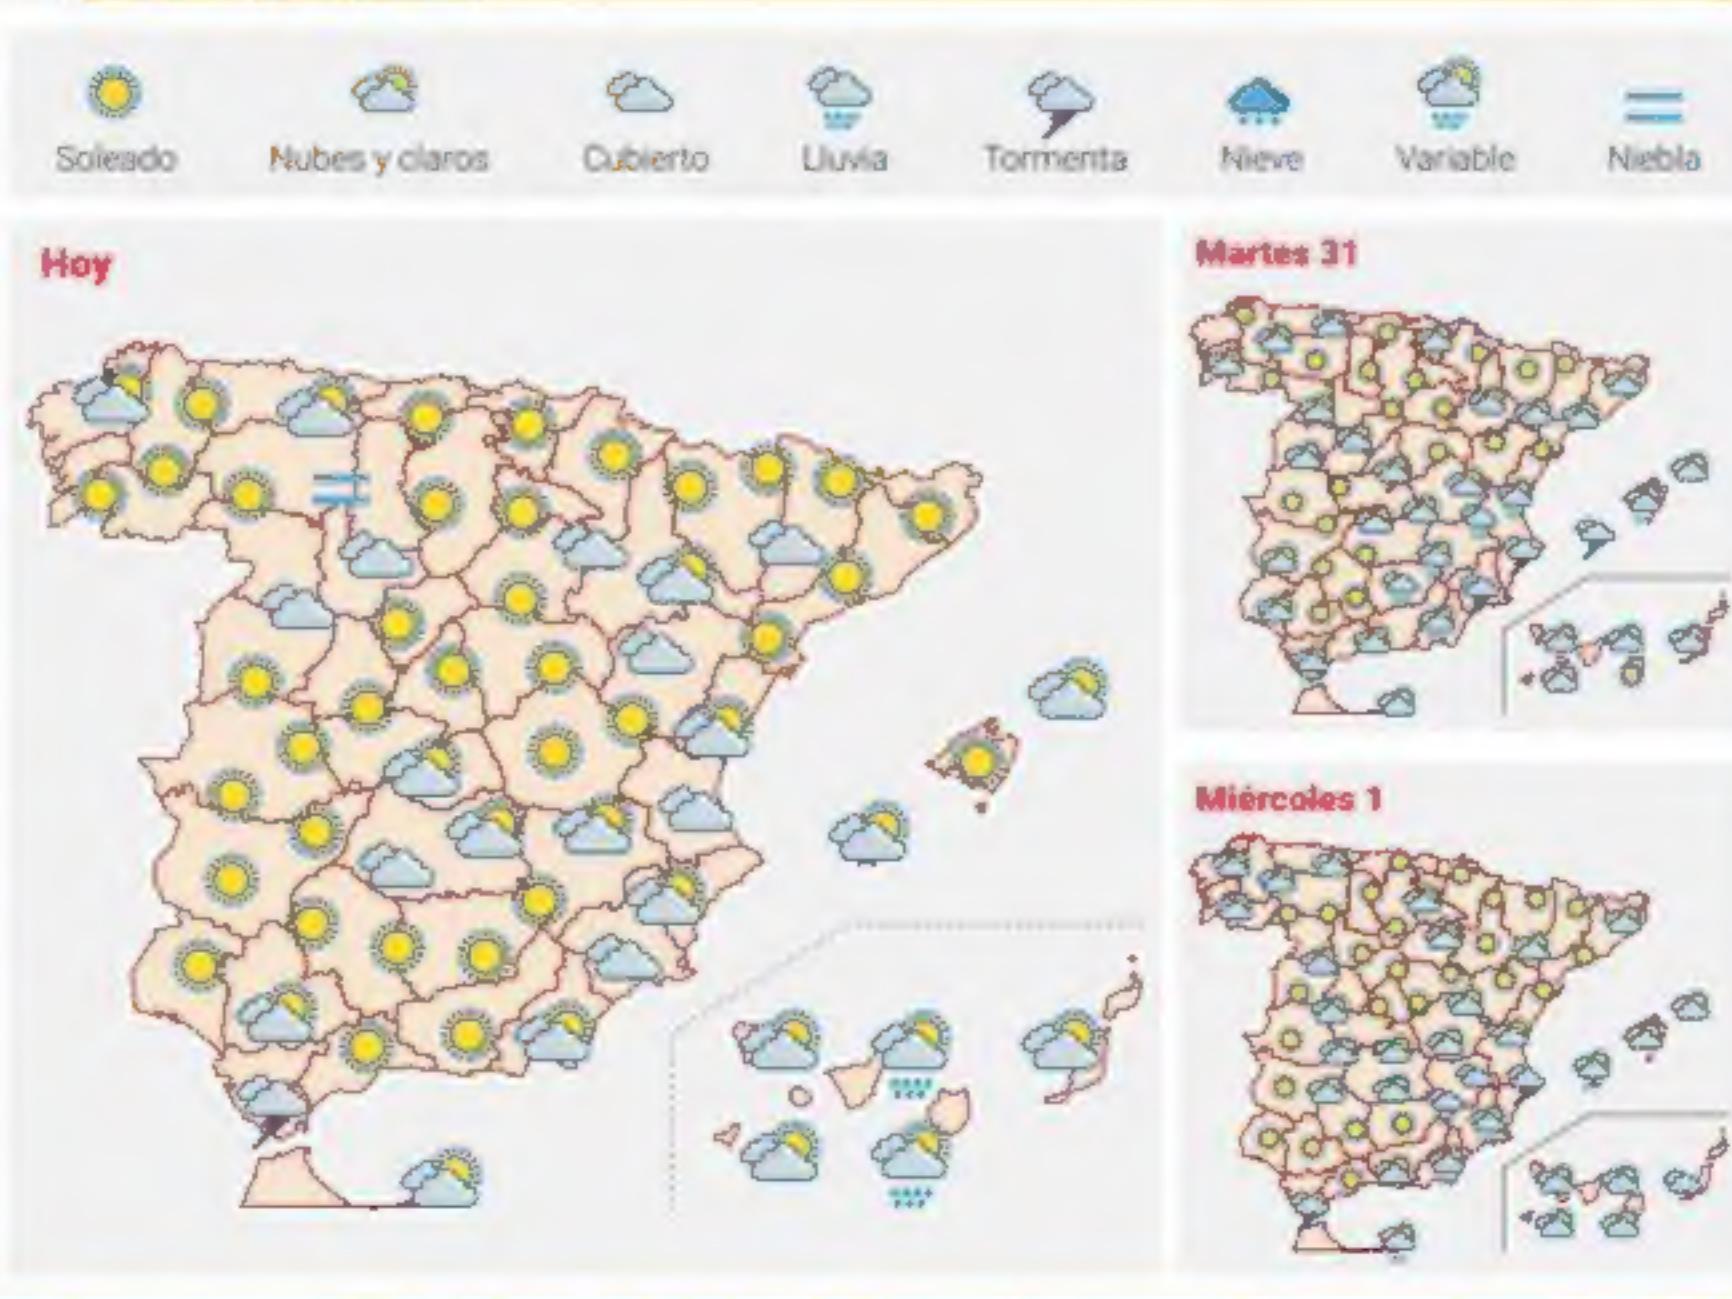 Soleado
Nubes y claros
Cubierto
Lluvia
Tormenta
Nieve
Variable
Niebla
Hoy
Martes 31
Miércoles 1